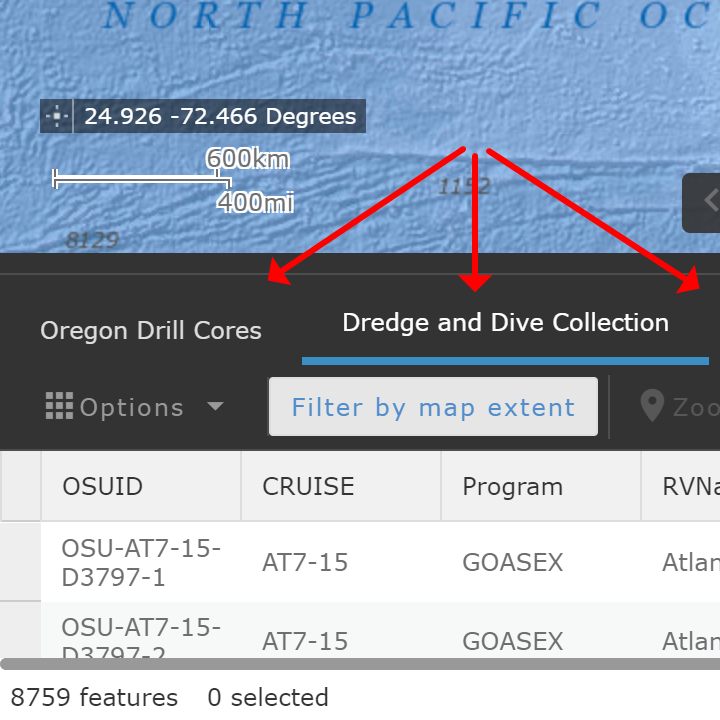 NORTH PACIFIC OC
24.926 -72.466 Degrees
600km
400mi
1152
8129
Oregon Drill Cores
Dredge and Dive Collection
Options
Filter by map extent
Zoo
OSUID CRUISE Program RVNa
OSU-AT7-15- AT7-15 GOASEX Atlan
D3797-1
OSU-AT7-15- AT7-15 GOASEX Atlan
D3797-2
8759 features 0 selected